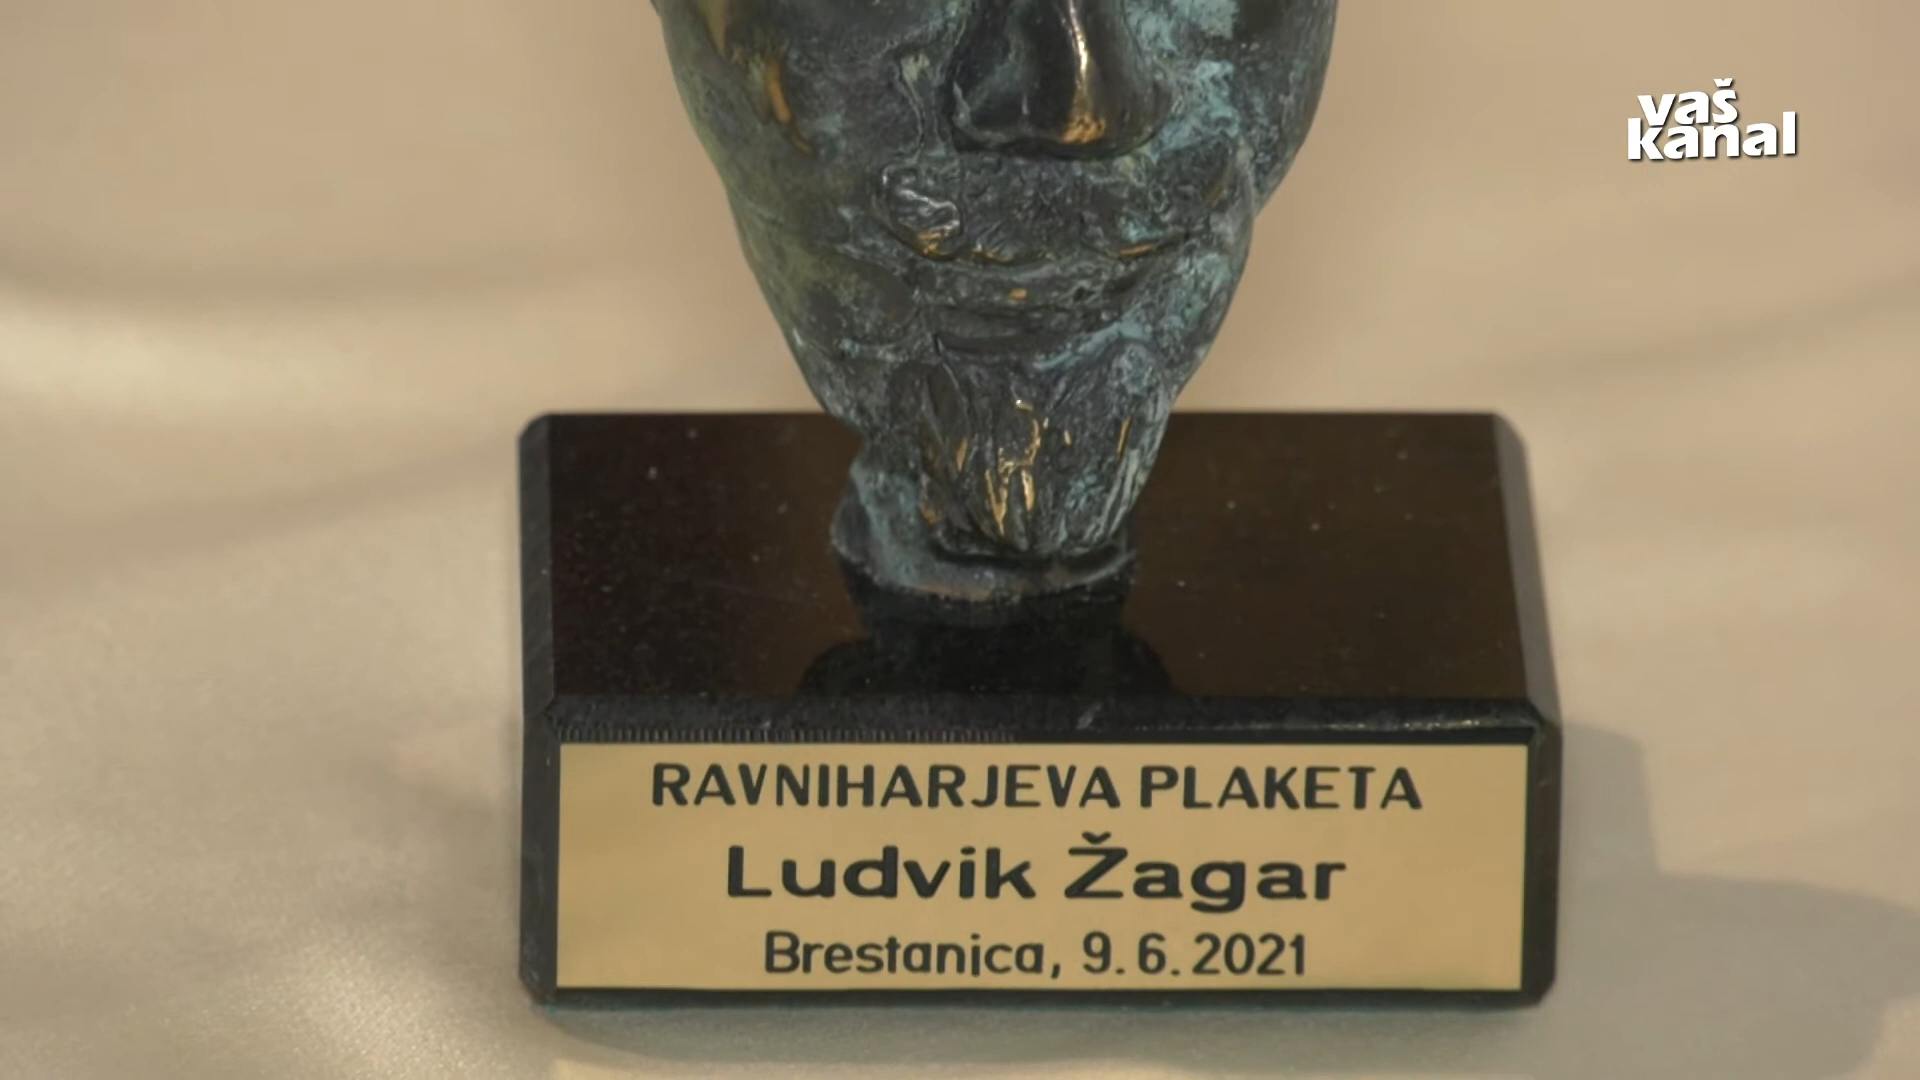 vaš
kanal
RAVNIHARJEVA PLAKETA
Ludvik Žagar
Brestanica, 9.6.2021